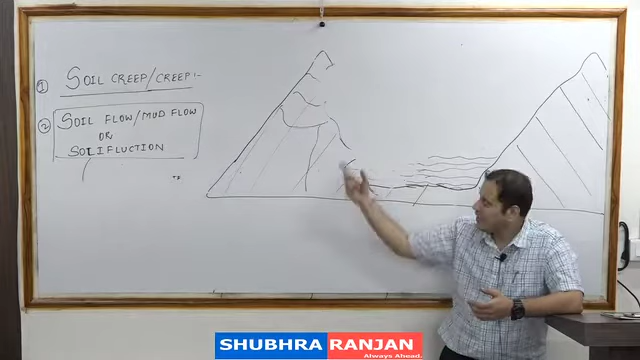 ① SOIL CREEP/CREEP:-
② SOIL FLOW/MUD FLOW
OR
SOLIFLUCTION
SHUBHRA RANJAN
Always Ahead.